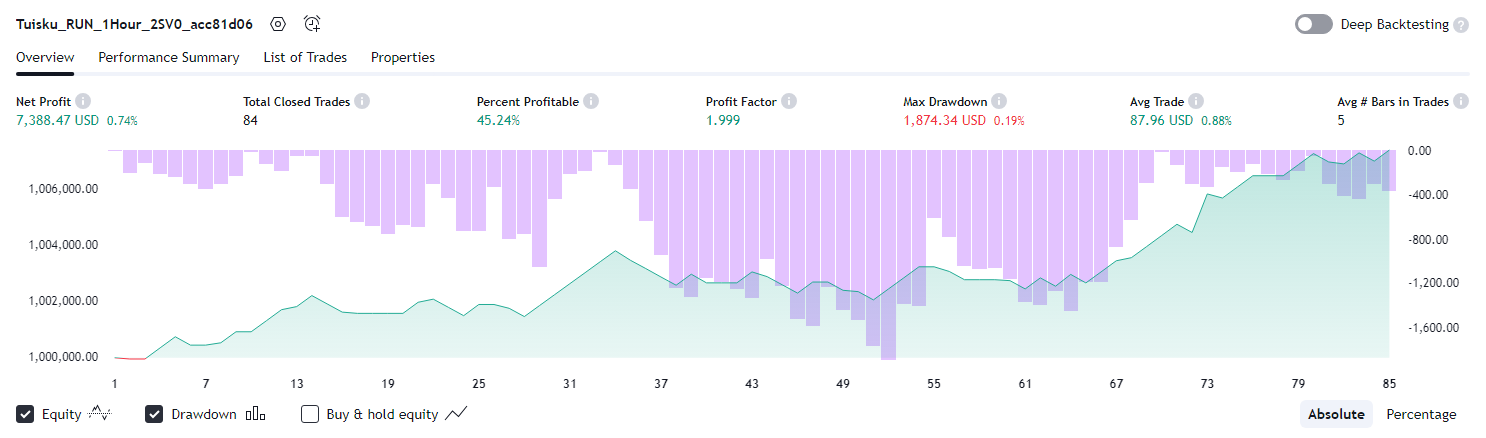 Tuisku_RUN_1Hour_2SV0_acc81d06 Deep Backtesting ?
Overview Performance Summary List of Trades Properties
Net Profit i Total Closed Trades i Percent Profitable i Profit Factor i Max Drawdown i Avg Trade i Avg # Bars in Trades i
7,388.47 USD 0.74% 84 45.24% 1.999 1,874.34 USD 0.19% 87.96 USD 0.88% 5
0.00
1,006,000.00 -400.00
1,004,000.00 -800.00
1,002,000.00 -1,200.00
-1,600.00
1,000,000.00
1 7 13 19 25 31 37 43 49 55 61 67 73 79 85
Equity Drawdown Buy & hold equity Absolute Percentage